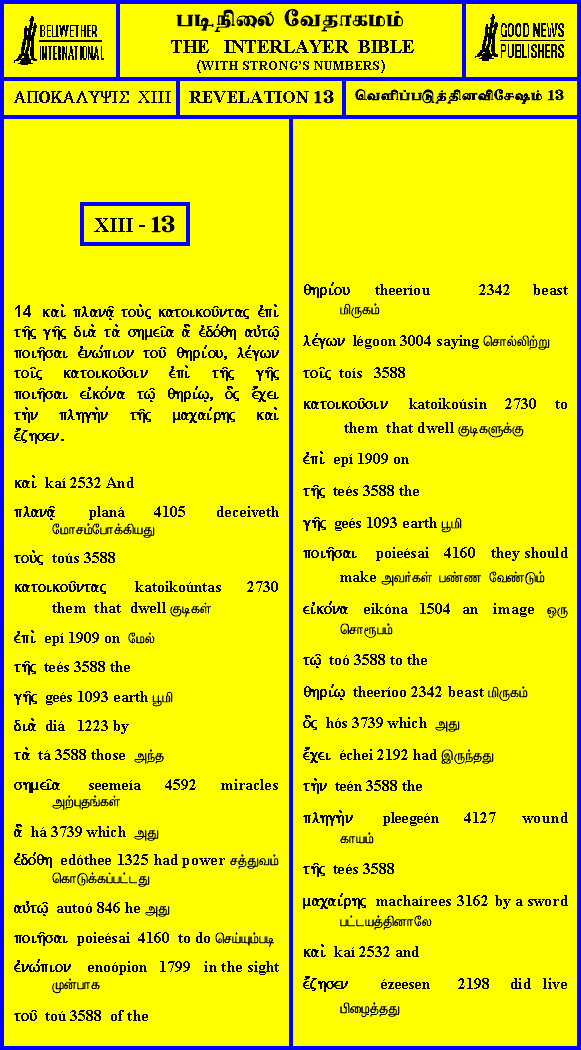 BELLWETHER
INTERNATIONAL
படிநிலை வேதாகமம்
THE INTERLAYER BIBLE
(WITH STRONG'S NUMBERS)
GOOD NEWS
PUBLISHERS
ΑΠΟΚΑΛΥΨΙΣ XIII
REVELATION 13
வெளிப்படுத்தினவிசேஷம் 13
XIII - 13
14 καὶ πλανᾷ τοὺς κατοικοῦντας ἐπὶ
τῆς γῆς διὰ τὰ σημεῖα ἃ ἐδόθη αὐτῷ
ποιῆσαι ἐνώπιον τοῦ θηρίου, λέγων
τοῖς κατοικοῦσιν ἐπὶ τῆς γῆς
ποιῆσαι εἰκόνα τῷ θηρίῳ, ὃς ἔχει
τὴν πληγὴν τῆς μαχαίρης καὶ
ἔζησεν.
καὶ kaí 2532 And
πλανᾷ planá 4105 deceiveth
மோசம்போக்கியது
τοὺς toús 3588
κατοικοῦντας katoikoúntas 2730
them that dwell குடிகள்
ἐπὶ epí 1909 on மேல்
τῆς teés 3588 the
γῆς geés 1093 earth பூமி
διὰ diá 1223 by
τὰ tá 3588 those அந்த
σημεῖα seemeía 4592 miracles
அற்புதங்கள்
ἃ há 3739 which அது
ἐδόθη edóthee 1325 had power சத்துவம்
கொடுக்கப்பட்டது
αὐτῷ autoó 846 he அது
ποιῆσαι poieésai 4160 to do செய்யும்படி
ἐνώπιον enoópion 1799 in the sight
முன்பாக
τοῦ toú 3588 of the
θηρίου theeríou 2342 beast
மிருகம்
λέγων légoon 3004 saying சொல்லிற்று
τοῖς toís 3588
κατοικοῦσιν katoikoúsin 2730 to
them that dwell குடிகளுக்கு
ἐπὶ epí 1909 on
τῆς teés 3588 the
γῆς geés 1093 earth பூமி
ποιῆσαι poieésai 4160 they should
make அவர்கள் பண்ண வேண்டும்
εἰκόνα eikóna 1504 an image ஒரு
சொரூபம்
τῷ toó 3588 to the
θηρίῳ theeríoo 2342 beast மிருகம்
ὃς hós 3739 which அது
ἔχει échei 2192 had இருந்தது
τὴν teén 3588 the
πληγὴν pleegeén 4127 wound
காயம்
τῆς teés 3588
μαχαίρης machaírees 3162 by a sword
பட்டயத்தினாலே
καὶ kaí 2532 and
ἔζησεν ézeesen 2198 did live
பிழைத்தது